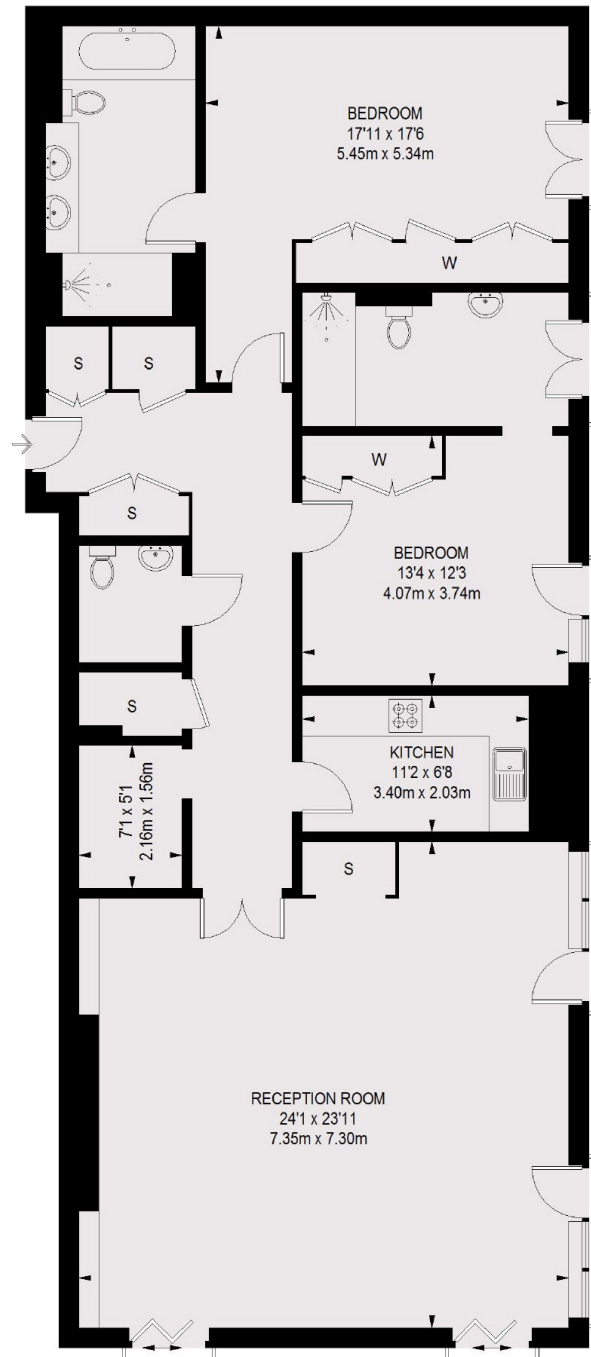 BEDROOM
17'11 x 17'6
5.45m x 5.34m
W
S
S
W
S
BEDROOM
13'4 x 12'3
4.07m x 3.74m
S
KITCHEN
11'2 x 6'8
3.40m x 2.03m
7'1 x 5'1
2.16m x 1.56m
S
RECEPTION ROOM
24'1 x 23'11
7.35m x 7.30m